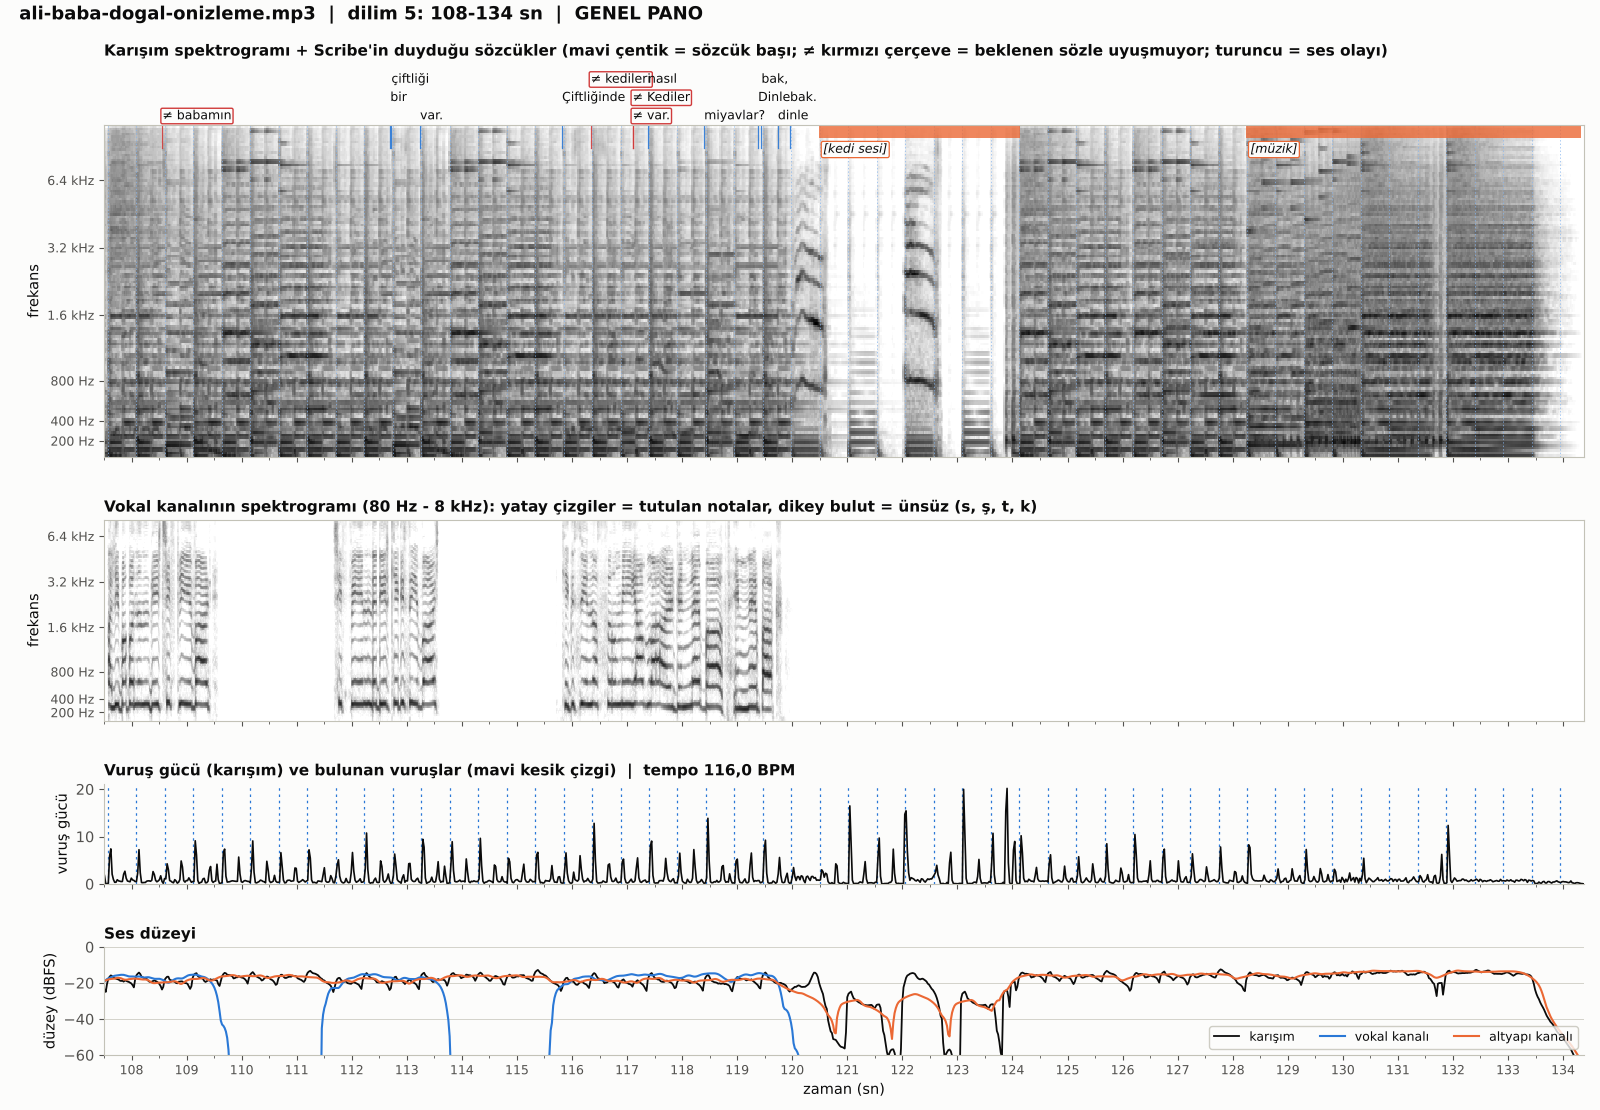 ali-baba-dogal-onizleme.mp3 | dilim 5: 108-134 sn | GENEL PANO
Karışım spektrogramı + Scribe'in duyduğu sözcükler (mavi çentik = sözcük başı; ≠ kırmızı çerçeve = beklenen sözle uyuşmuyor; turuncu = ses olayı)
çiftliği ≠ kediler nasıl bak,
bir Çiftliğinde ≠ Kediler Dinlebak.
≠ babamın var. ≠ var. miyavlar? dinle
[kedi sesi] [müzik]
frekans
6.4 kHz
3.2 kHz
1.6 kHz
800 Hz
400 Hz
200 Hz
Vokal kanalının spektrogramı (80 Hz - 8 kHz): yatay çizgiler = tutulan notalar, dikey bulut = ünsüz (s, ş, t, k)
frekans
6.4 kHz
3.2 kHz
1.6 kHz
800 Hz
400 Hz
200 Hz
Vuruş gücü (karışım) ve bulunan vuruşlar (mavi kesik çizgi) | tempo 116,0 BPM
vuruş gücü
20
10
0
Ses düzeyi
düzey (dBFS)
0
−20
−40
−60
karışım vokal kanalı altyapı kanalı
108 109 110 111 112 113 114 115 116 117 118 119 120 121 122 123 124 125 126 127 128 129 130 131 132 133 134
zaman (sn)